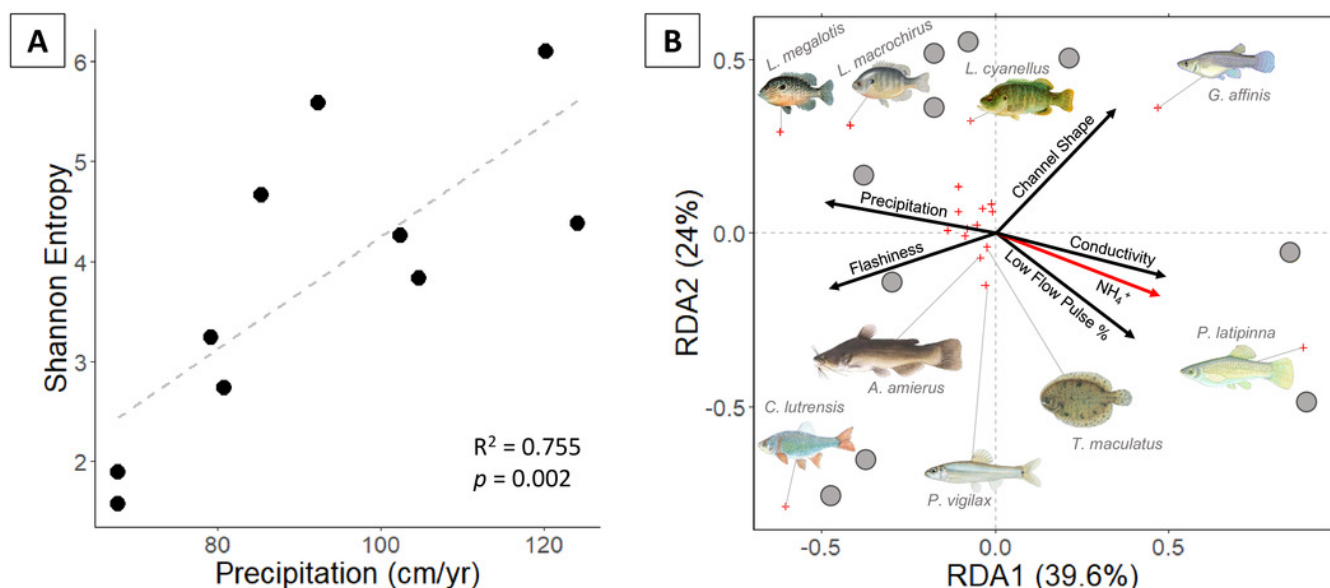 A
Shannon Entropy
6
5
4
3
2
R² = 0.755
p = 0.002
80
100
120
Precipitation (cm/yr)
B
RDA2 (24%)
0.5
0.0
-0.5
L. megalotis
L. macrochirus
L. cyanellus
G. affinis
Channel Shape
Precipitation
Flashiness
Conductivity
NH₄⁺
Low Flow Pulse %
P. latipinna
A. amierus
T. maculatus
C. lutrensis
P. vigilax
-0.5
0.0
0.5
RDA1 (39.6%)